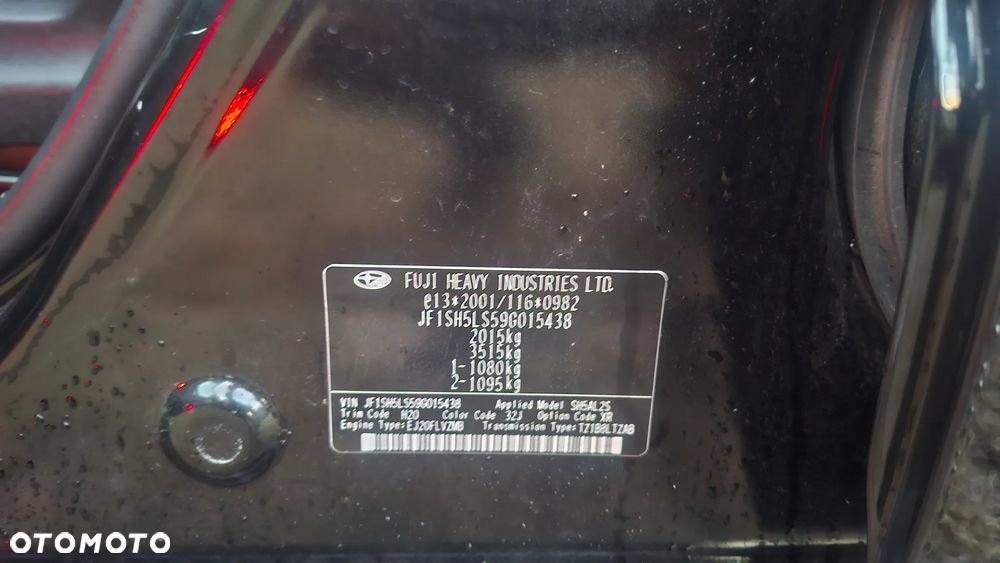 FUJI HEAVY INDUSTRIES LTD.
e13*2001/116*0982
JF1SH5LS59G015438
2015kg
3515kg
1-1080kg
2-1095kg
VIN JF1SH5LS59G015438 Applied Model SH5AL2S
Trim Code H20 Color Code 32J Option Code XR
Engine Type:EJ20FLVZMB Transmission Type:TZ1B8LTZAB
OTOMOTO